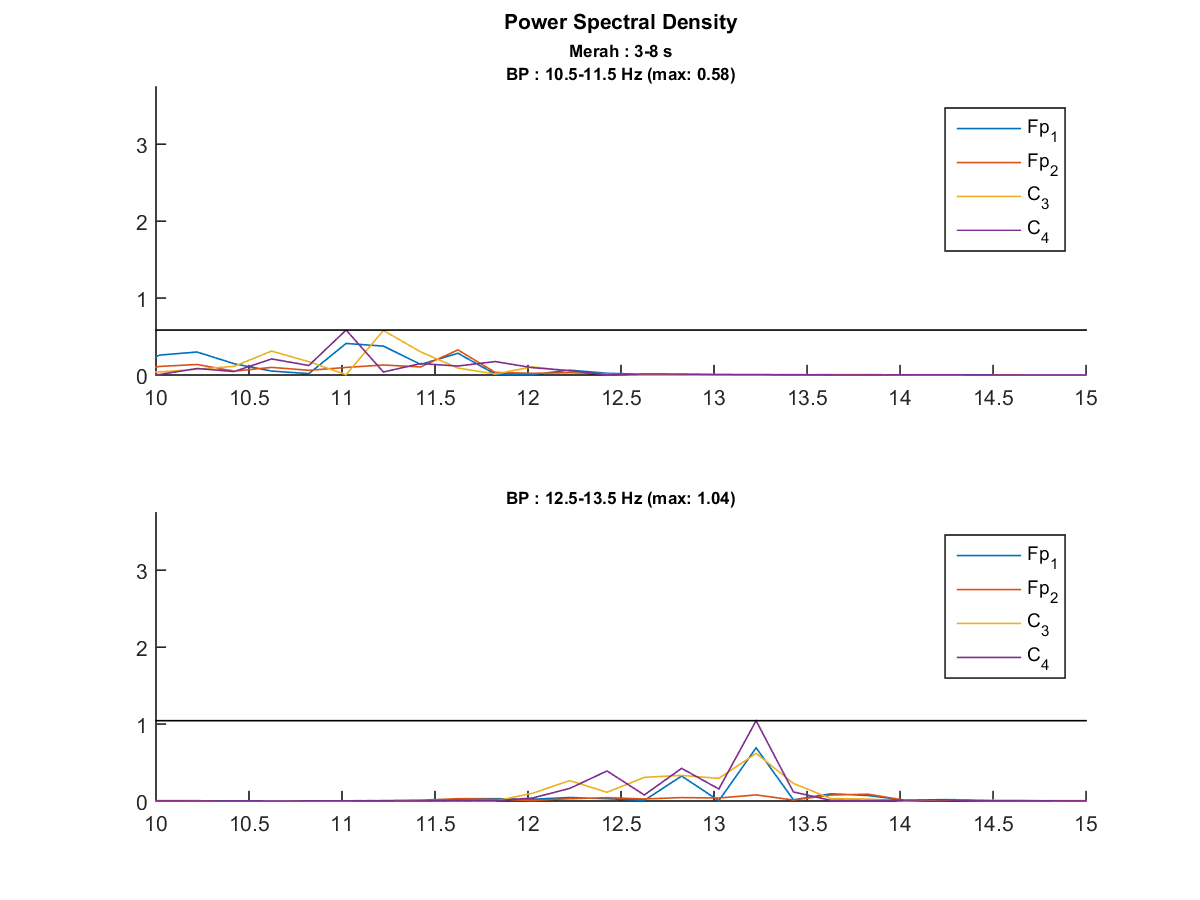 Power Spectral Density
Merah : 3-8 s
BP : 10.5-11.5 Hz (max: 0.58)
3
2
1
0
10 10.5 11 11.5 12 12.5 13 13.5 14 14.5 15
Fp1
Fp2
C3
C4
BP : 12.5-13.5 Hz (max: 1.04)
3
2
1
0
10 10.5 11 11.5 12 12.5 13 13.5 14 14.5 15
Fp1
Fp2
C3
C4